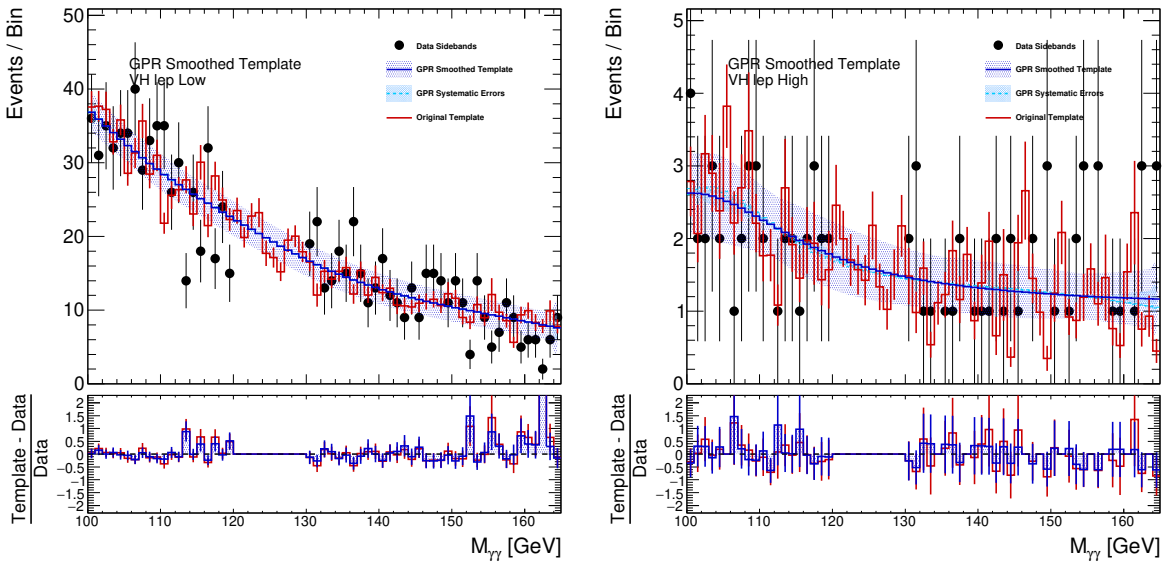 Events / Bin
50
40
30
20
10
0
GPR Smoothed Template
VH lep Low
Data Sidebands
GPR Smoothed Template
GPR Systematic Errors
Original Template
Template - Data
Data
2
1.5
1
0.5
0
−0.5
−1
−1.5
−2
100 110 120 130 140 150 160
Mγγ [GeV]
Events / Bin
5
4
3
2
1
0
GPR Smoothed Template
VH lep High
Data Sidebands
GPR Smoothed Template
GPR Systematic Errors
Original Template
Template - Data
Data
2
1.5
1
0.5
0
−0.5
−1
−1.5
−2
100 110 120 130 140 150 160
Mγγ [GeV]